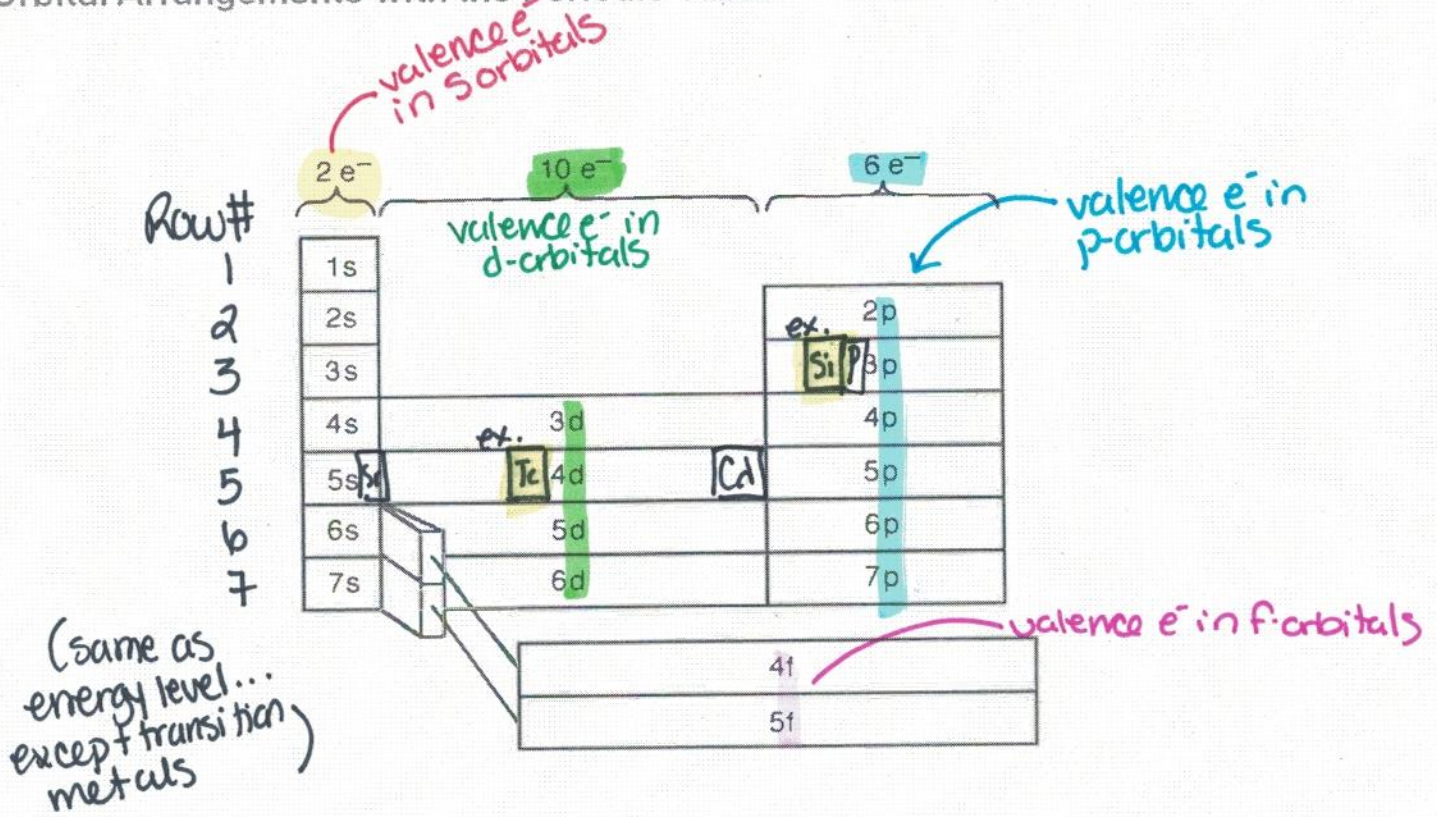 valence e⁻
in s orbitals
2 e⁻ 10 e⁻ 6 e⁻
Row#
valence e⁻ in
d-orbitals
valence e⁻ in
p-orbitals
1 1s
2 2s 2p
ex.
3 3s Si P 3p
4 4s 3d 4p
ex.
5 5s Sr Tc 4d Cd 5p
6 6s 5d 6p
7 7s 6d 7p
(same as
energy level...
except transition
metals)
valence e⁻ in f-orbitals
4f
5f